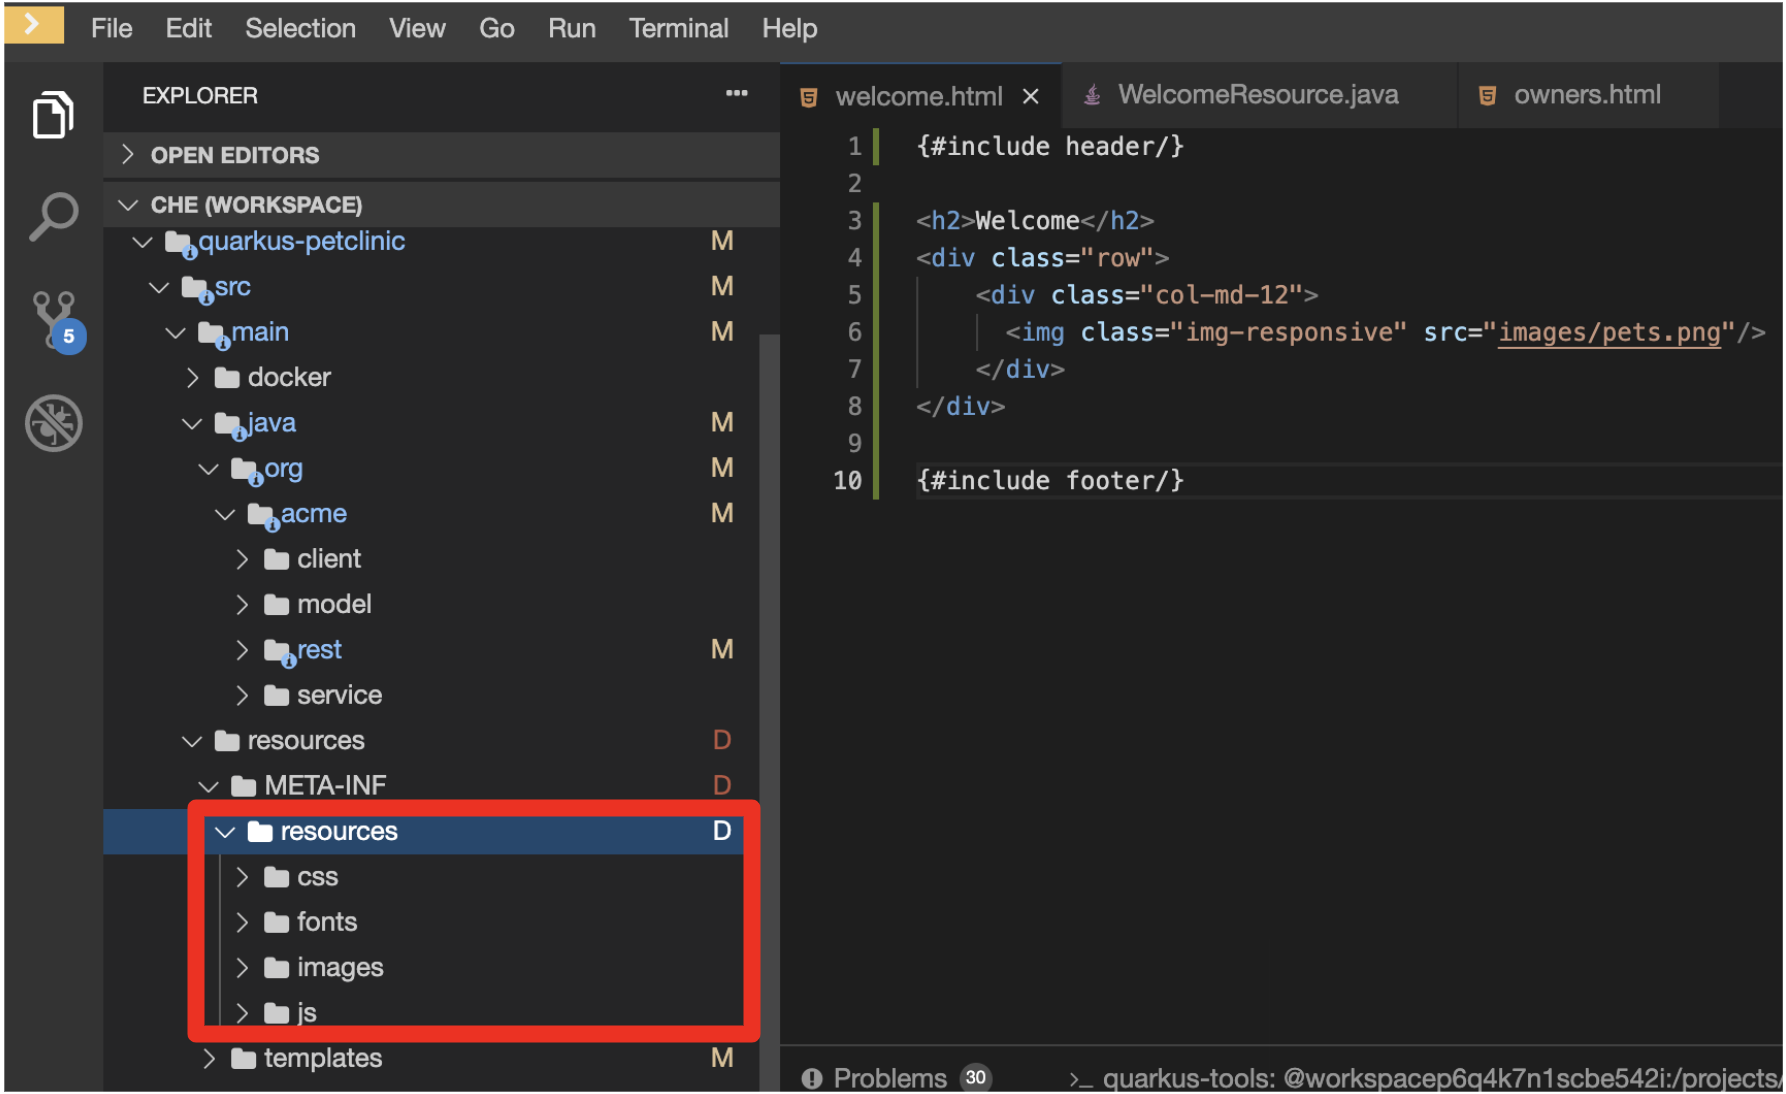 File Edit Selection View Go Run Terminal Help
EXPLORER
OPEN EDITORS
CHE (WORKSPACE)
quarkus-petclinic M
src M
main M
docker
java M
org M
acme M
client
model
rest M
service
resources D
META-INF D
resources D
css
fonts
images
js
templates M
5
welcome.html WelcomeResource.java owners.html
1 {#include header/}
2
3 <h2>Welcome</h2>
4 <div class="row">
5 <div class="col-md-12">
6 <img class="img-responsive" src="images/pets.png"/>
7 </div>
8 </div>
9
10 {#include footer/}
Problems 30 >_ quarkus-tools: @workspacep6q4k7n1scbe542i:/projects/